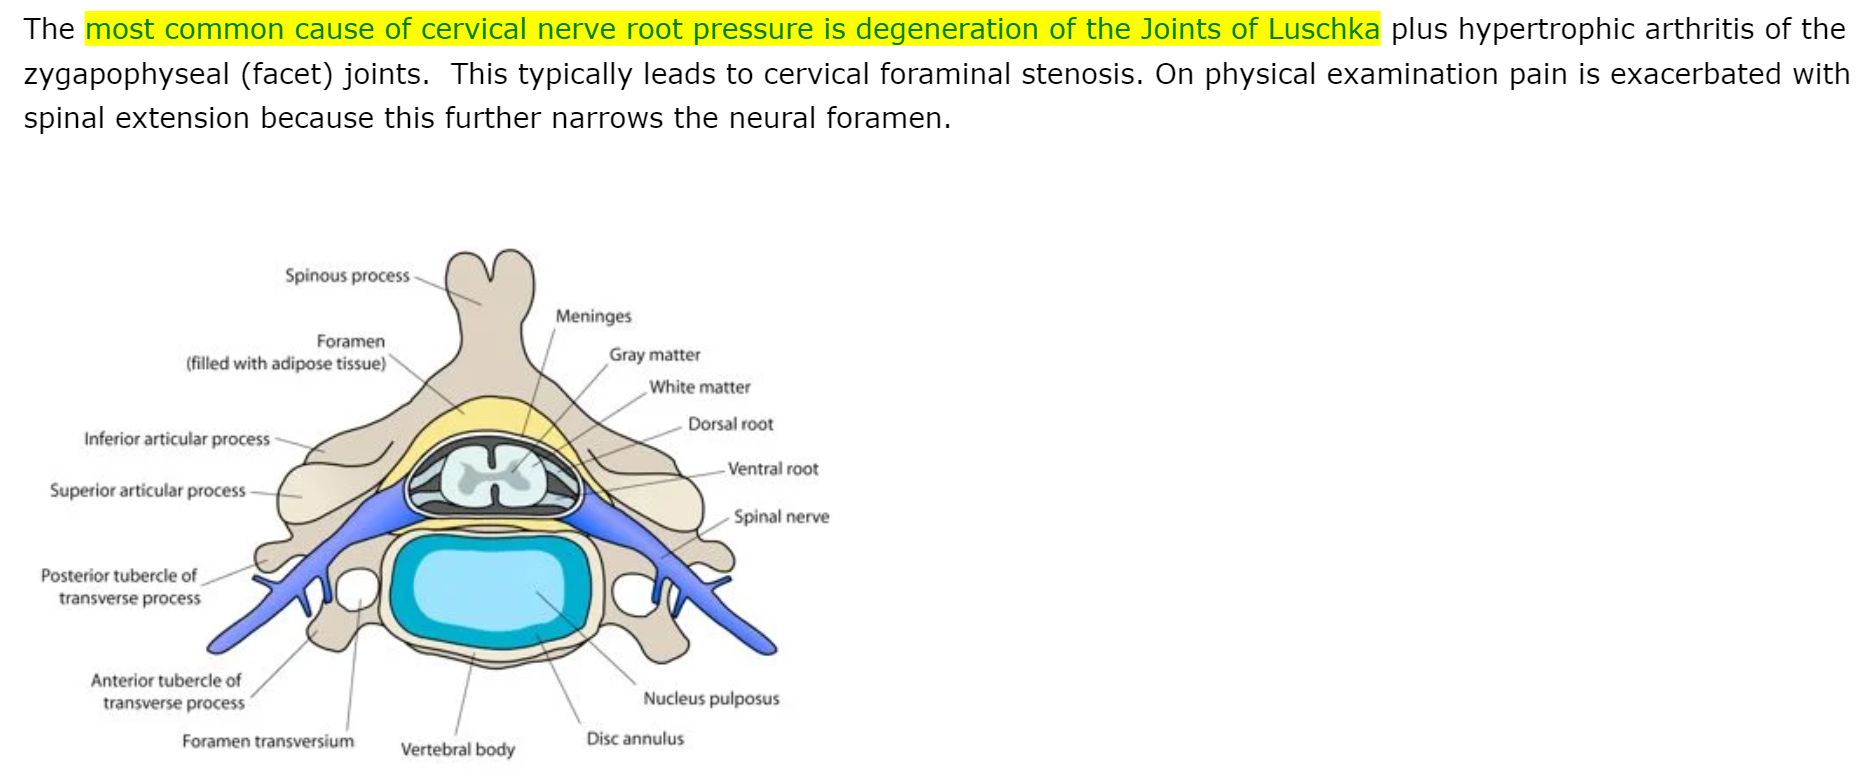 The most common cause of cervical nerve root pressure is degeneration of the Joints of Luschka plus hypertrophic arthritis of the
zygapophyseal (facet) joints.  This typically leads to cervical foraminal stenosis. On physical examination pain is exacerbated with
spinal extension because this further narrows the neural foramen.
Spinous process
Meninges
Foramen
(filled with adipose tissue)
Gray matter
White matter
Dorsal root
Inferior articular process
Ventral root
Superior articular process
Spinal nerve
Posterior tubercle of
transverse process
Anterior tubercle of
transverse process
Nucleus pulposus
Foramen transversium
Vertebral body
Disc annulus